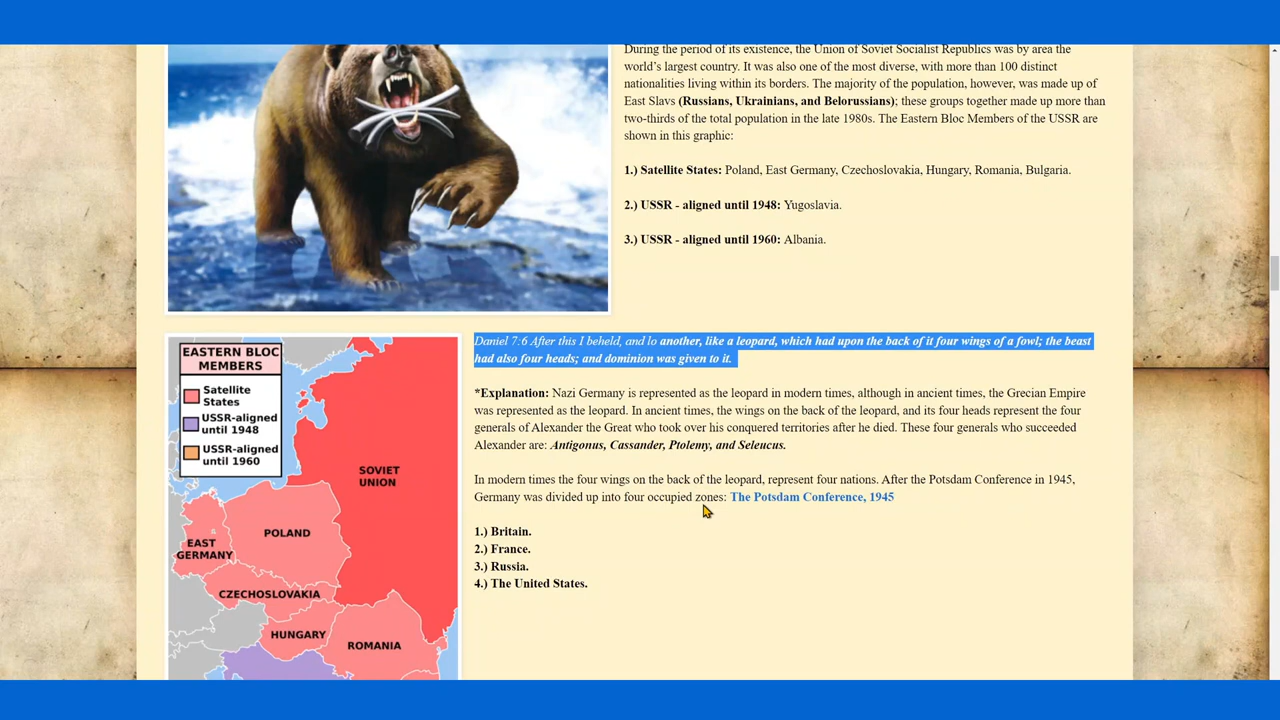 During the period of its existence, the Union of Soviet Socialist Republics was by area the
world's largest country. It was also one of the most diverse, with more than 100 distinct
nationalities living within its borders. The majority of the population, however, was made up of
East Slavs (Russians, Ukrainians, and Belorussians); these groups together made up more than
two-thirds of the total population in the late 1980s. The Eastern Bloc Members of the USSR are
shown in this graphic:
1.) Satellite States: Poland, East Germany, Czechoslovakia, Hungary, Romania, Bulgaria.
2.) USSR - aligned until 1948: Yugoslavia.
3.) USSR - aligned until 1960: Albania.
EASTERN BLOC
MEMBERS
Satellite
States
USSR-aligned
until 1948
USSR-aligned
until 1960
SOVIET
UNION
POLAND
EAST
GERMANY
CZECHOSLOVAKIA
HUNGARY
ROMANIA
Daniel 7:6 After this I beheld, and lo another, like a leopard, which had upon the back of it four wings of a fowl; the beast
had also four heads; and dominion was given to it.
*Explanation: Nazi Germany is represented as the leopard in modern times, although in ancient times, the Grecian Empire
was represented as the leopard. In ancient times, the wings on the back of the leopard, and its four heads represent the four
generals of Alexander the Great who took over his conquered territories after he died. These four generals who succeeded
Alexander are: Antigonus, Cassander, Ptolemy, and Seleucus.
In modern times the four wings on the back of the leopard, represent four nations. After the Potsdam Conference in 1945,
Germany was divided up into four occupied zones: The Potsdam Conference, 1945
1.) Britain.
2.) France.
3.) Russia.
4.) The United States.